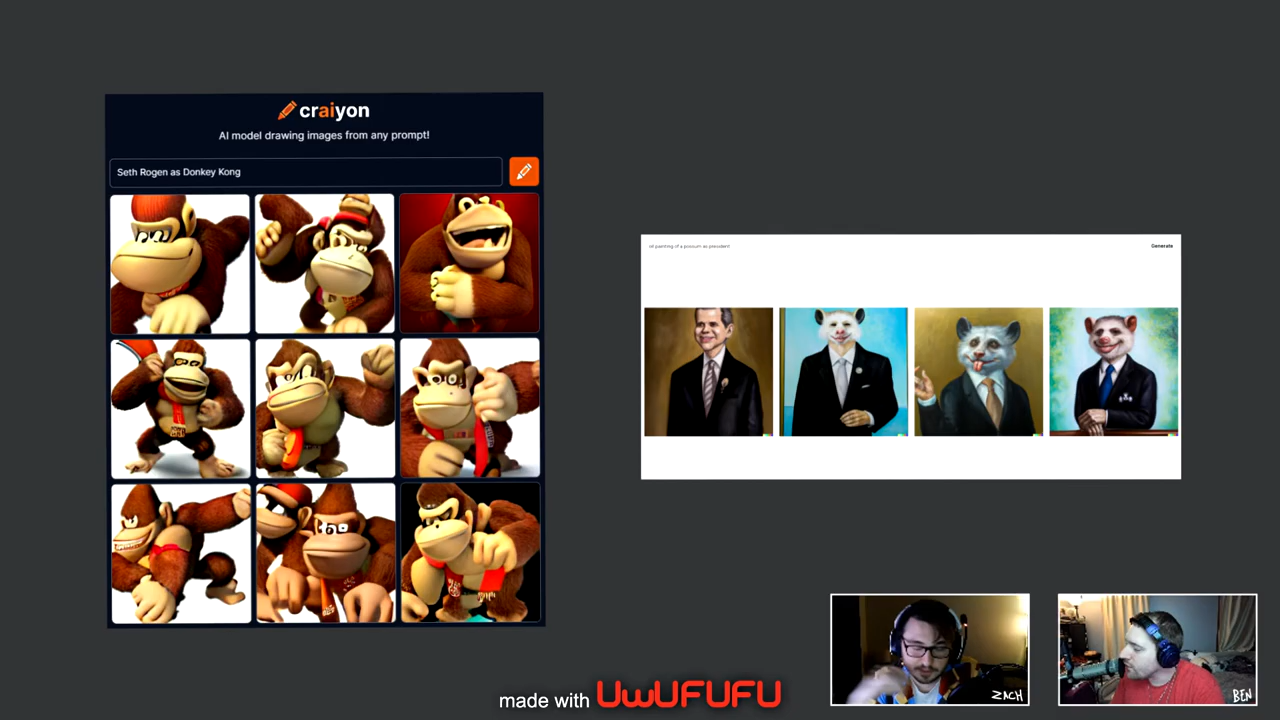 craiyon
AI model drawing images from any prompt!
Seth Rogen as Donkey Kong
oil painting of a possum as president
Generate
made with UwUFUFU
ZACH
BEN